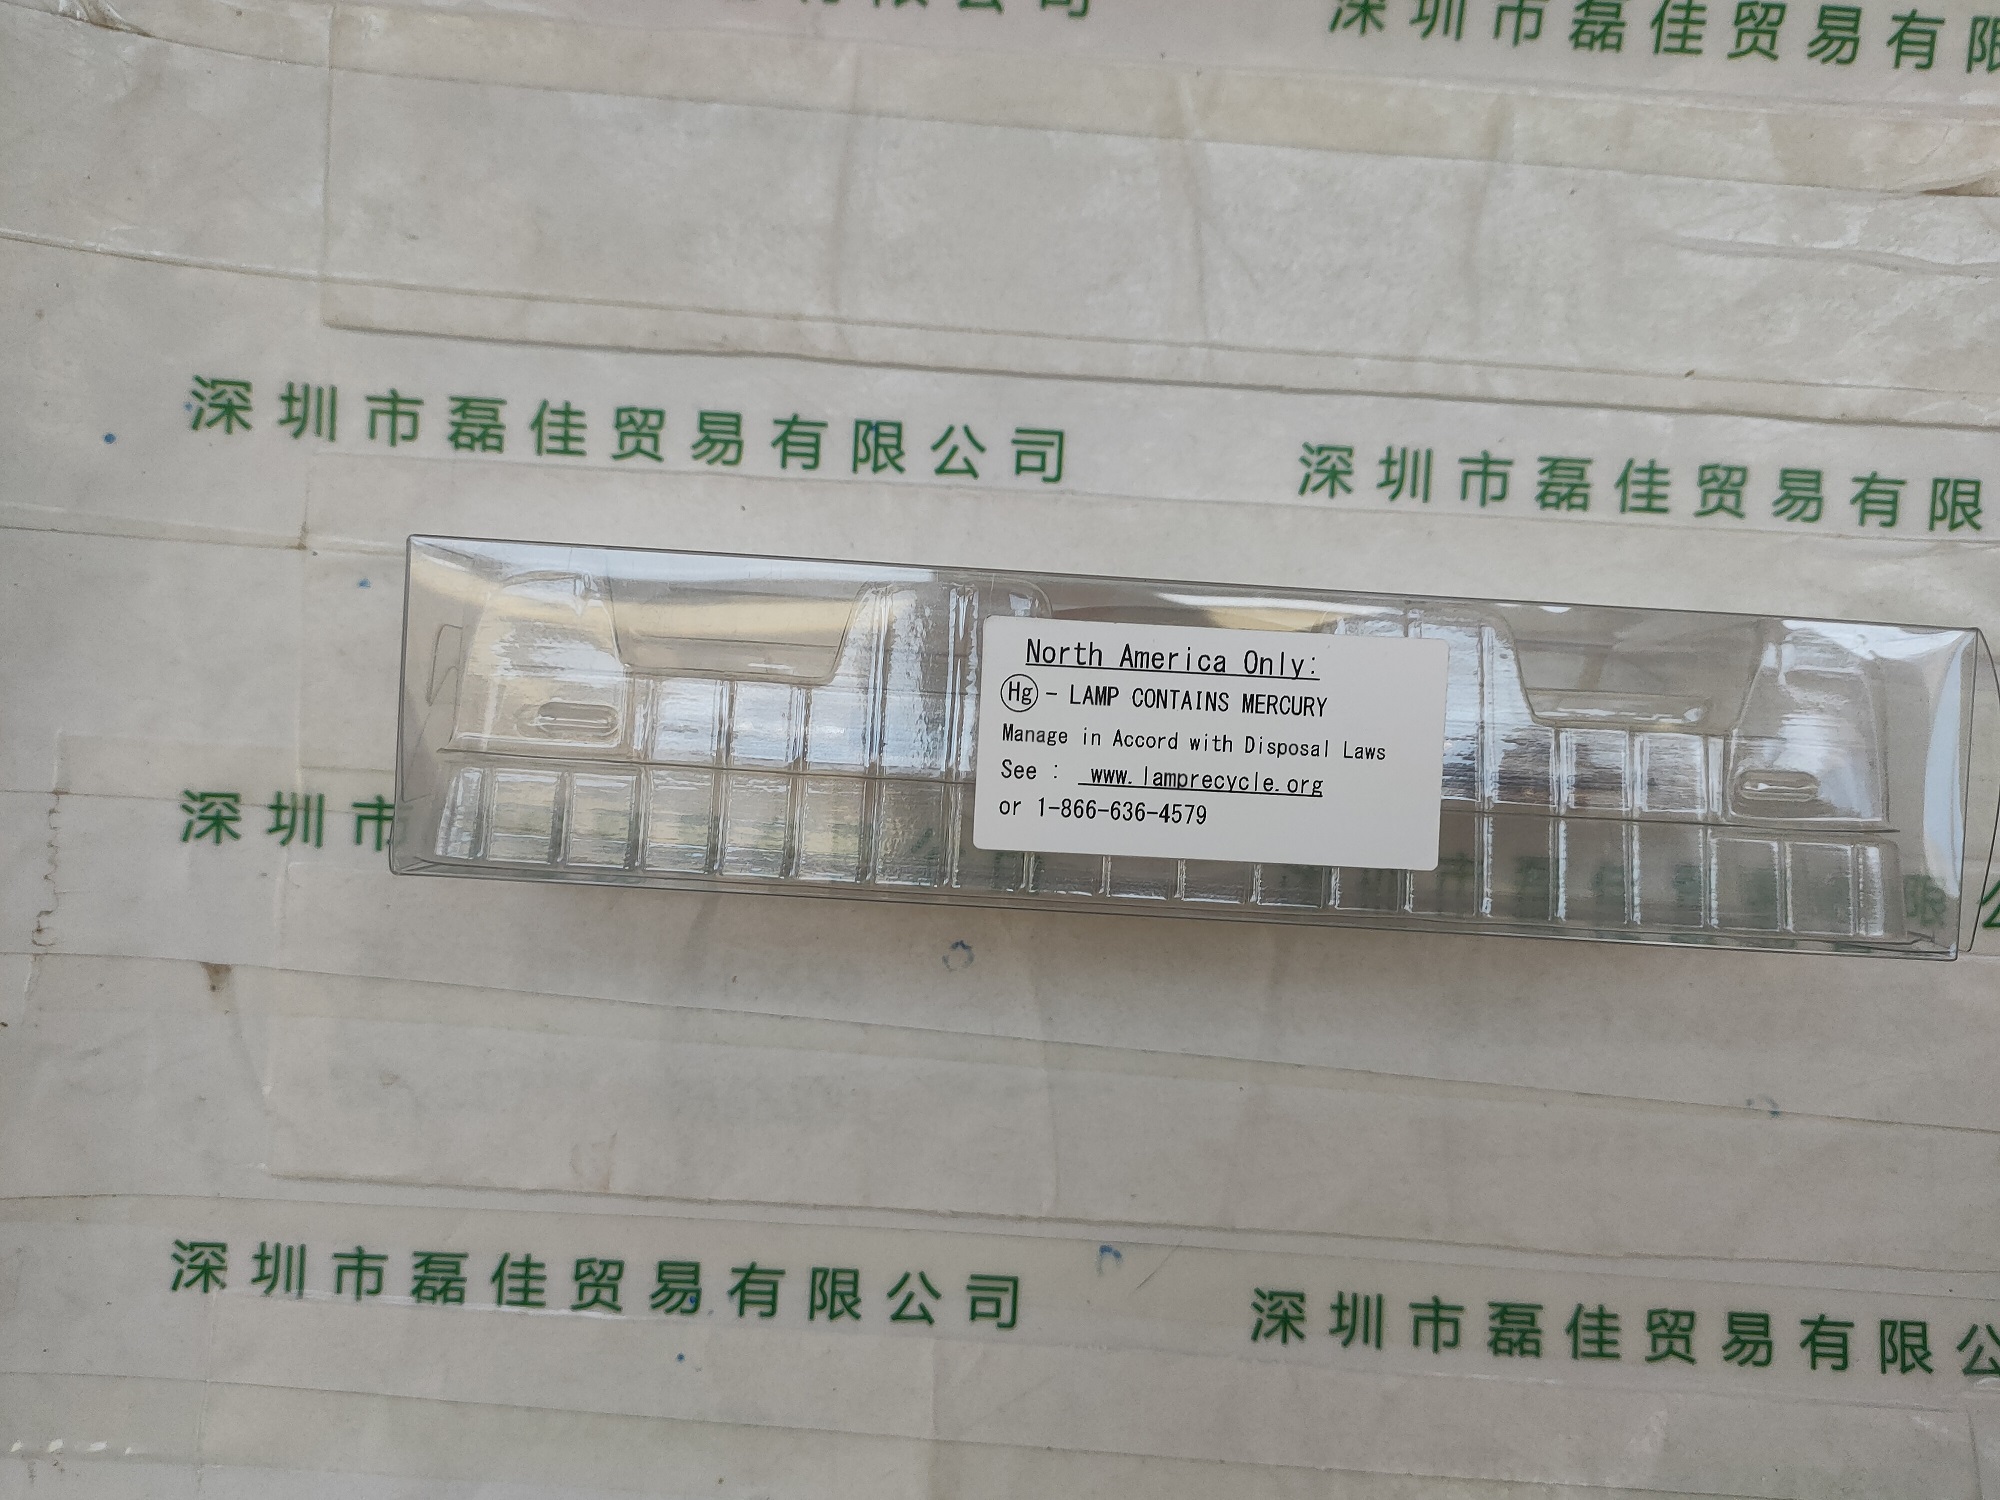 深圳市磊佳贸易有
深圳市磊佳贸易有限公司
深圳市磊佳贸易有限
North America Only:
Hg - LAMP CONTAINS MERCURY
Manage in Accord with Disposal Laws
See : www.lamprecycle.org
or 1-866-636-4579
深圳市
深圳市磊佳贸易有限公司
深圳市磊佳贸易有限公